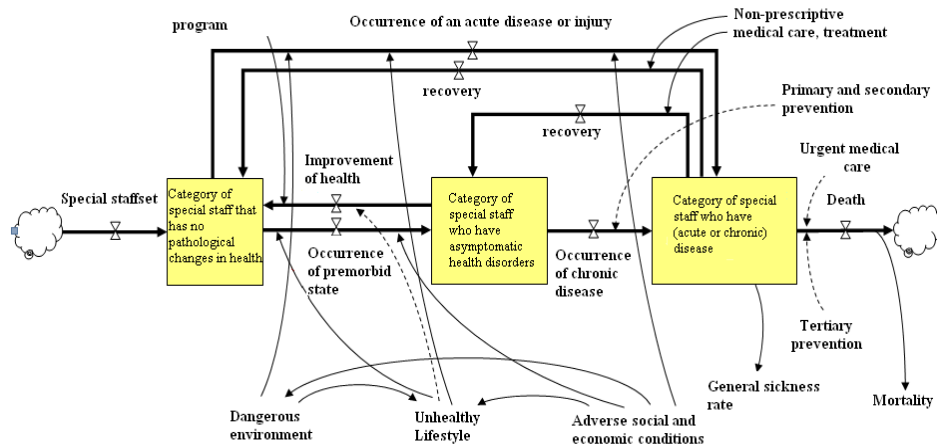 program
Occurrence of an acute disease or injury
Non-prescriptive
medical care, treatment
recovery
Primary and secondary
prevention
recovery
Improvement
of health
Urgent medical
care
Special staffset
Category of
special staff that
has no
pathological
changes in health
Category of
special staff
who have
asymptomatic
health disorders
Category of special
staff who have
(acute or chronic)
disease
Death
Occurrence
of premorbid
state
Occurrence
of chronic
disease
Tertiary
prevention
General sickness
rate
Mortality
Dangerous
environment
Unhealthy
Lifestyle
Adverse social and
economic conditions